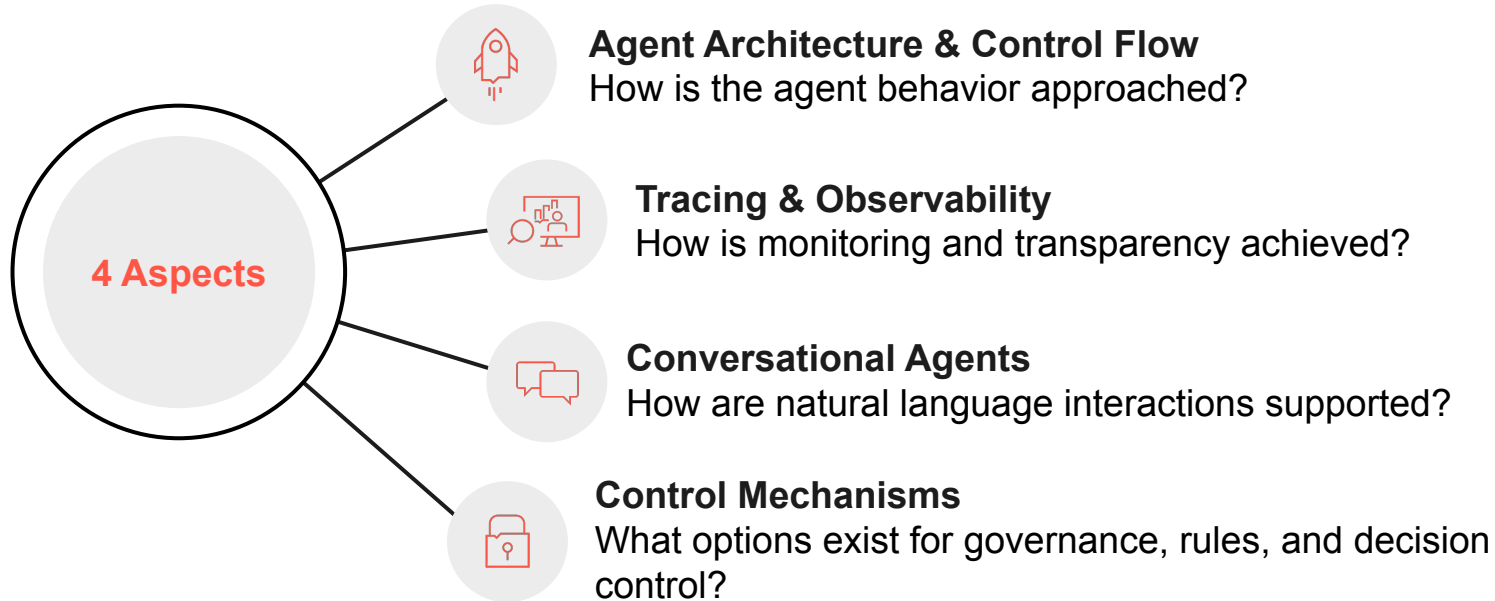 4 Aspects
Agent Architecture & Control Flow
How is the agent behavior approached?
Tracing & Observability
How is monitoring and transparency achieved?
Conversational Agents
How are natural language interactions supported?
Control Mechanisms
What options exist for governance, rules, and decision
control?